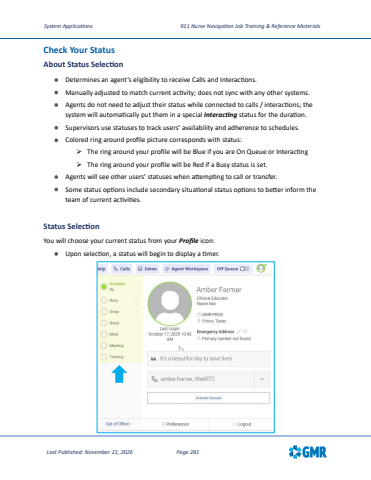 System Applications
911 Nurse Navigation Job Training & Reference Materials
Check Your Status
About Status Selection
● Determines an agent's eligibility to receive Calls and Interactions.
● Manually adjusted to match current activity; does not sync with any other systems.
● Agents do not need to adjust their status while connected to calls / interactions; the
system will automatically put them in a special Interacting status for the duration.
● Supervisors use statuses to track users' availability and adherence to schedules.
● Colored ring around profile picture corresponds with status:
➢ The ring around your profile will be Blue if you are On Queue or Interacting
➢ The ring around your profile will be Red if a Busy status is set.
● Agents will see other users' statuses when attempting to call or transfer.
● Some status options include secondary situational status options to better inform the
team of current activities.
Status Selection
You will choose your current status from your Profile icon:
● Upon selection, a status will begin to display a timer.
Help Calls Inbox Agent Workspace Off Queue
Available
Busy
Away
Break
Meal
Meeting
Training
Out of Office
Amber Farmer
Clinical Educator
Nurse Nav
GMR-PROD
Frisco, Texas
Last Login
October 17, 2025 10:43
AM
Emergency Address
Primary number not found.
It's a beautiful day to save lives
amber.framer_WebRTC
Activate Queues
Preferences
Logout
Last Published: November 21, 2026
Page 281
GMR